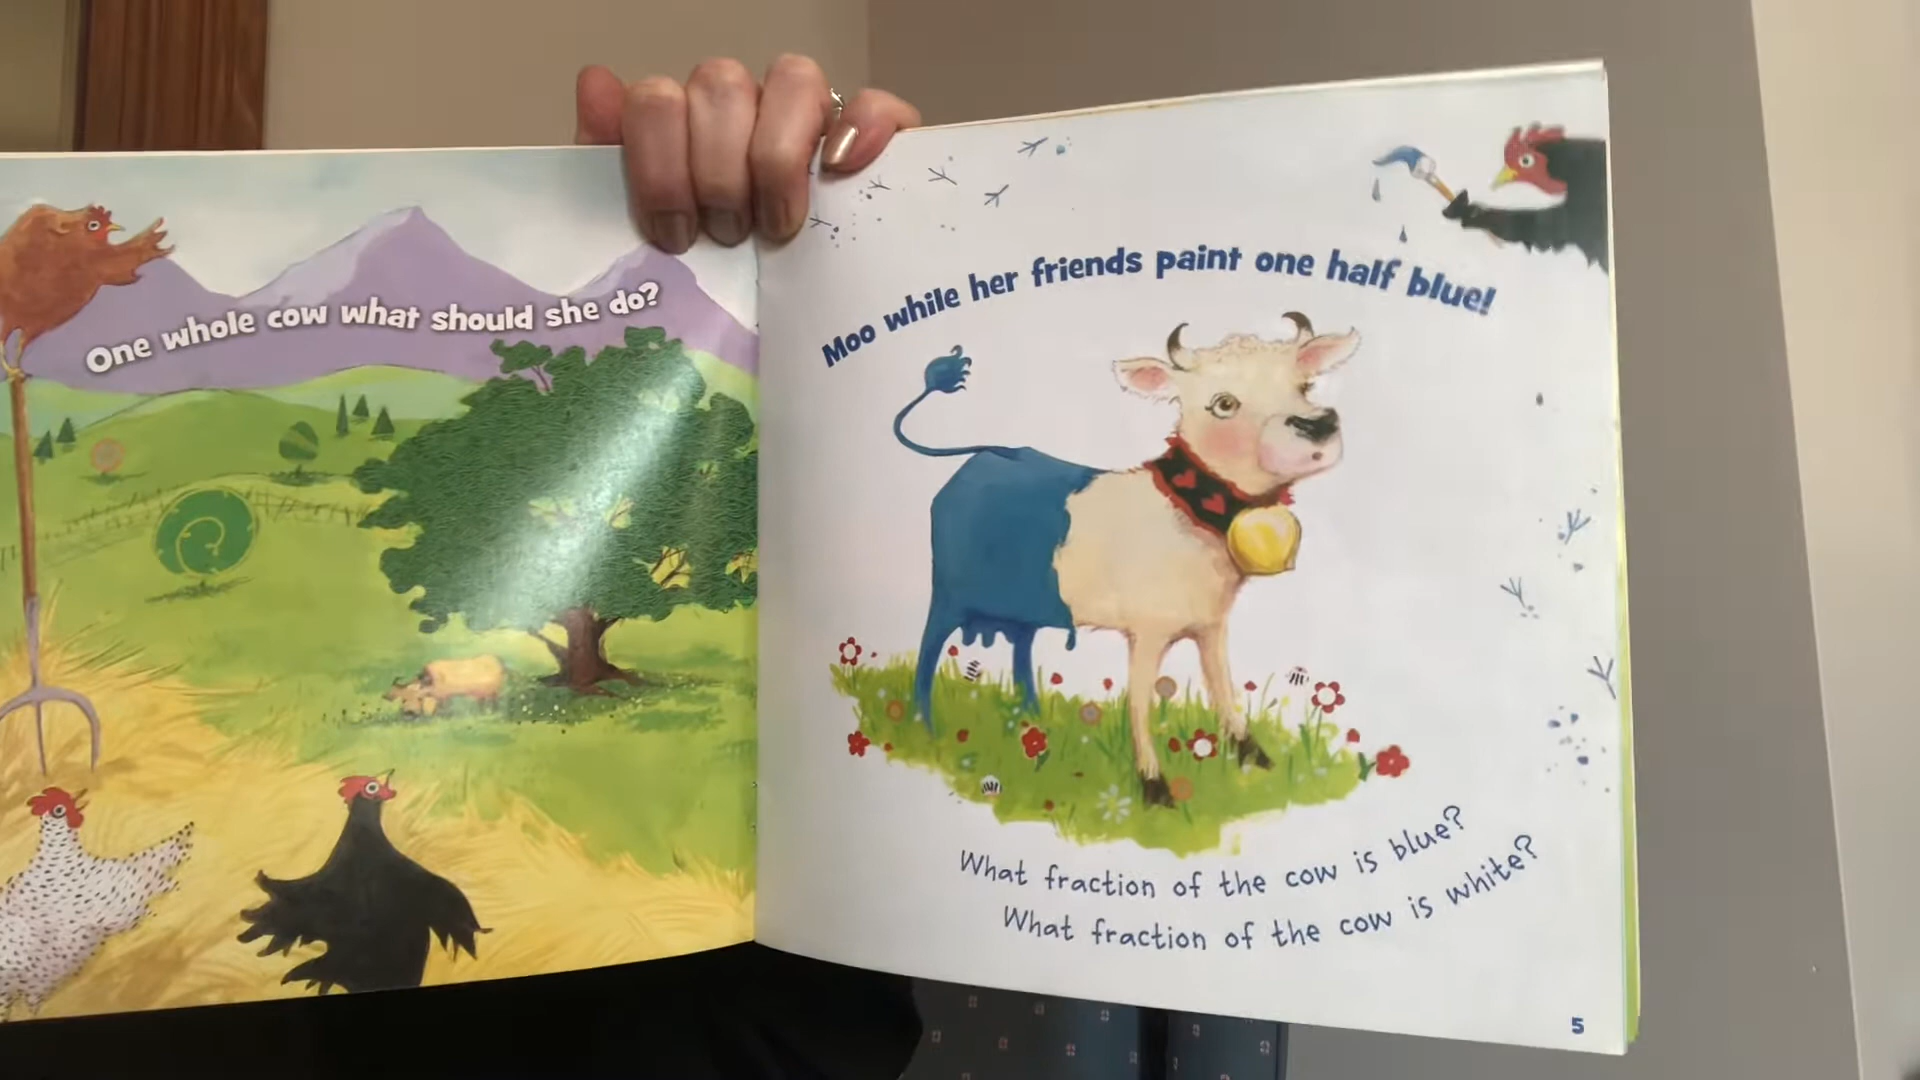 One whole cow what should she do?
Moo while her friends paint one half blue!
What fraction of the cow is blue?
What fraction of the cow is white?
5